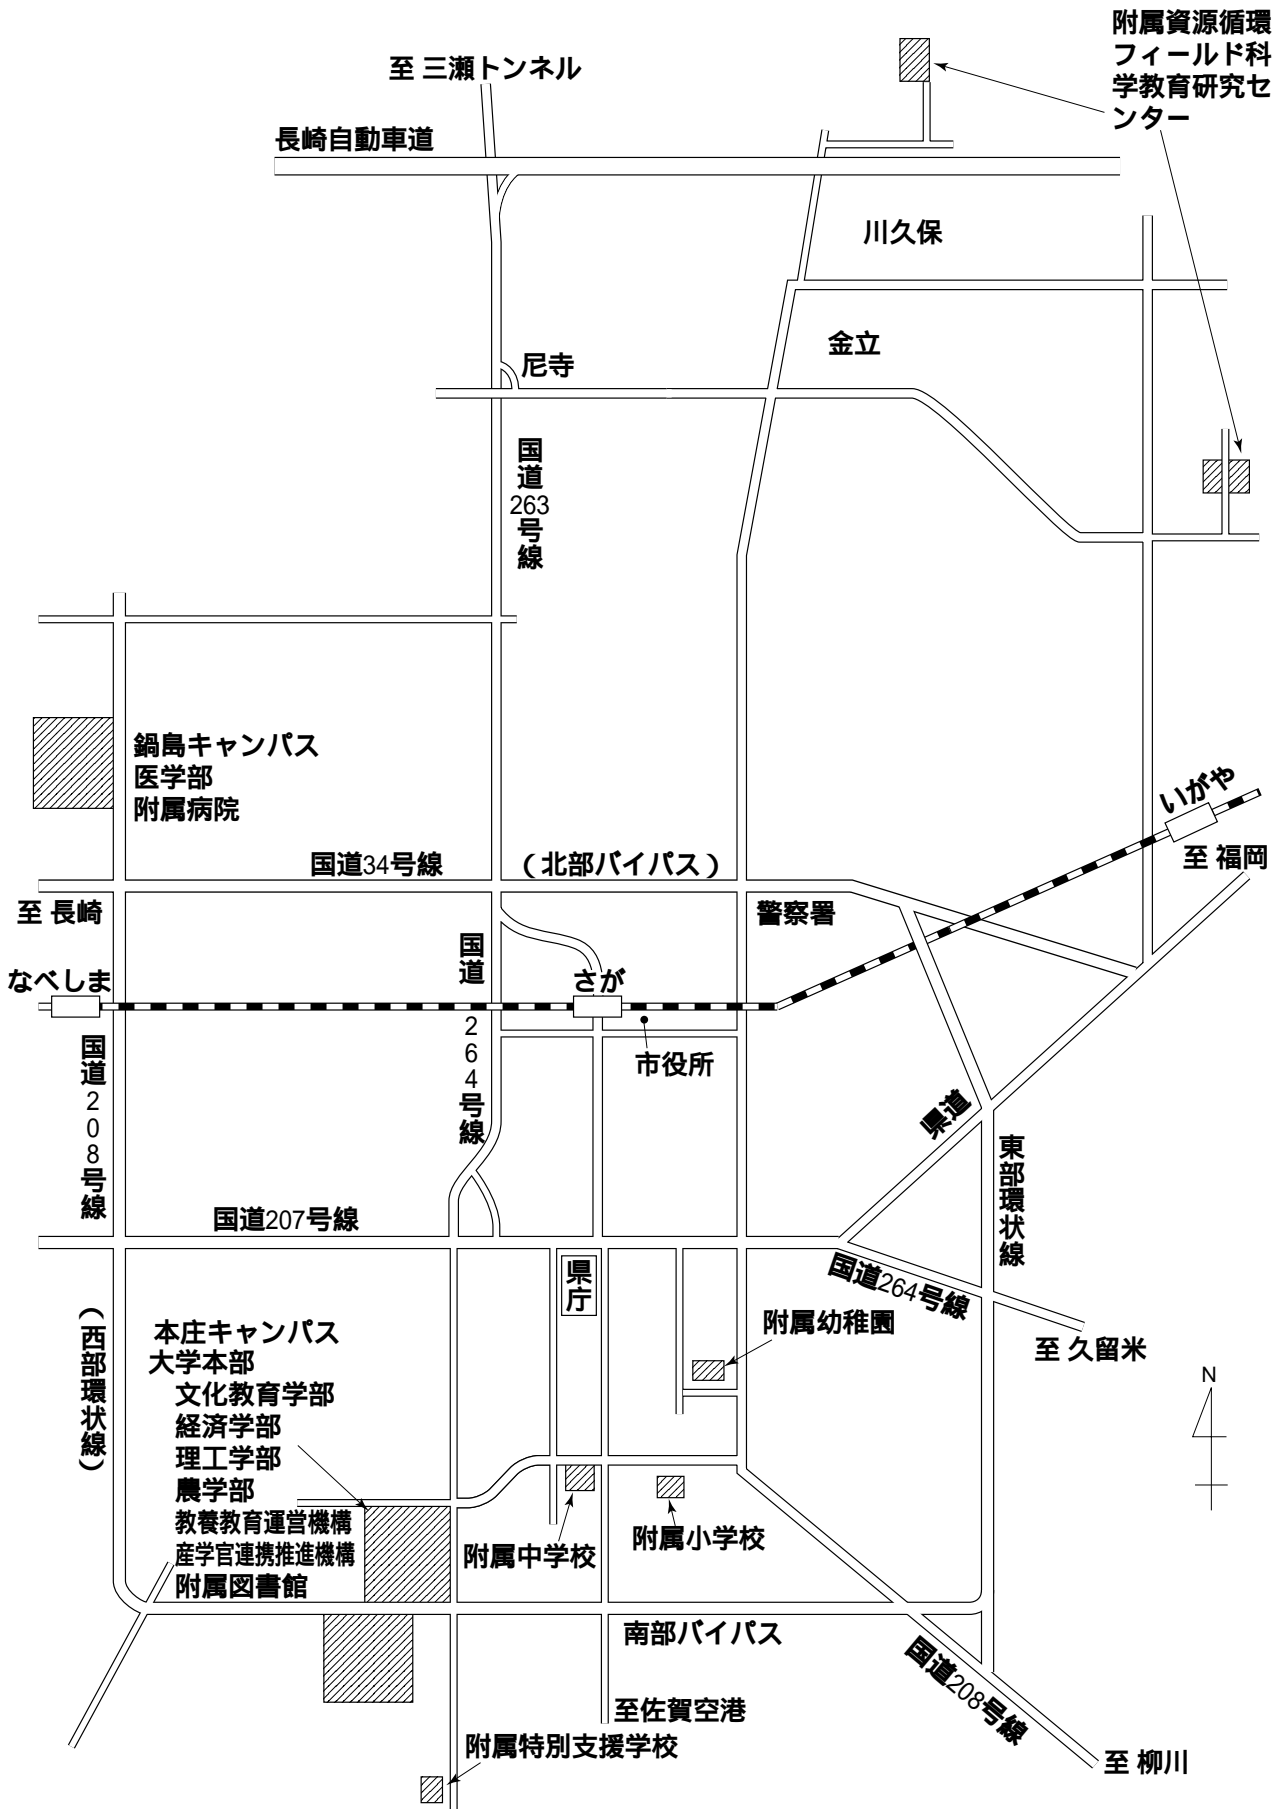 附属資源循環
フィールド科
学教育研究セ
ンター
至 三瀬トンネル
長崎自動車道
川久保
金立
尼寺
国道263号線
鍋島キャンパス
医学部
附属病院
いがや
至 福岡
国道34号線
(北部バイパス)
至 長崎
警察署
国道264号線
なべしま
さが
市役所
国道208号線
県道
東部環状線
国道207号線
県庁
国道264号線
至 久留米
(西部環状線)
附属幼稚園
N
本庄キャンパス
大学本部
文化教育学部
経済学部
理工学部
農学部
教養教育運営機構
産学官連携推進機構
附属図書館
附属中学校
附属小学校
南部バイパス
国道208号線
至佐賀空港
附属特別支援学校
至 柳川